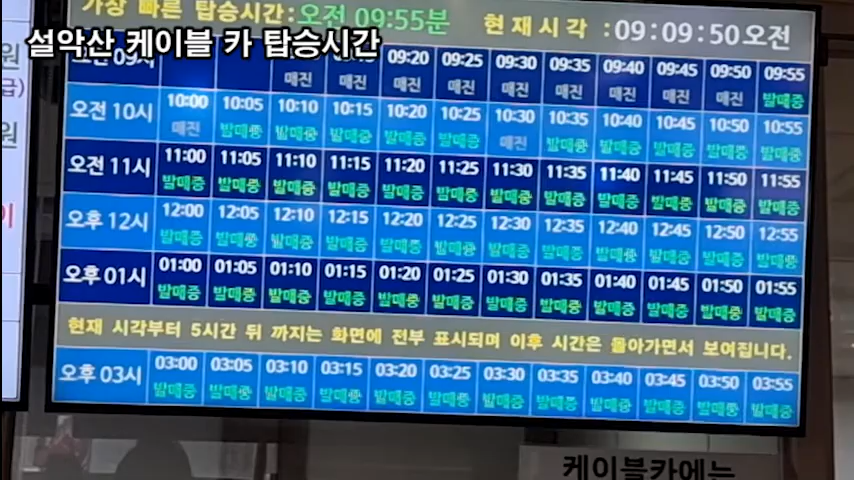 가장 빠른 탑승시간:오전 09:55분 현재시각 :09:09:50오전
설악산 케이블 카 탑승시간
원
급)
원
오전 09시 09:20 09:25 09:30 09:35 09:40 09:45 09:50 09:55
매진 매진 매진 매진 매진 매진 매진 매진 매진 발매중
오전 10시 10:00 10:05 10:10 10:15 10:20 10:25 10:30 10:35 10:40 10:45 10:50 10:55
매진 발매중 발매중 발매중 발매중 발매중 매진 발매중 발매중 발매중 발매중 발매중
오전 11시 11:00 11:05 11:10 11:15 11:20 11:25 11:30 11:35 11:40 11:45 11:50 11:55
발매중 발매중 발매중 발매중 발매중 발매중 발매중 발매중 발매중 발매중 발매중 발매중
오후 12시 12:00 12:05 12:10 12:15 12:20 12:25 12:30 12:35 12:40 12:45 12:50 12:55
발매중 발매중 발매중 발매중 발매중 발매중 발매중 발매중 발매중 발매중 발매중 발매중
오후 01시 01:00 01:05 01:10 01:15 01:20 01:25 01:30 01:35 01:40 01:45 01:50 01:55
발매중 발매중 발매중 발매중 발매중 발매중 발매중 발매중 발매중 발매중 발매중 발매중
현재 시각부터 5시간 뒤 까지는 화면에 전부 표시되며 이후 시간은 돌아가면서 보여집니다.
오후 03시 03:00 03:05 03:10 03:15 03:20 03:25 03:30 03:35 03:40 03:45 03:50 03:55
발매중 발매중 발매중 발매중 발매중 발매중 발매중 발매중 발매중 발매중 발매중 발매중
케이블카에는